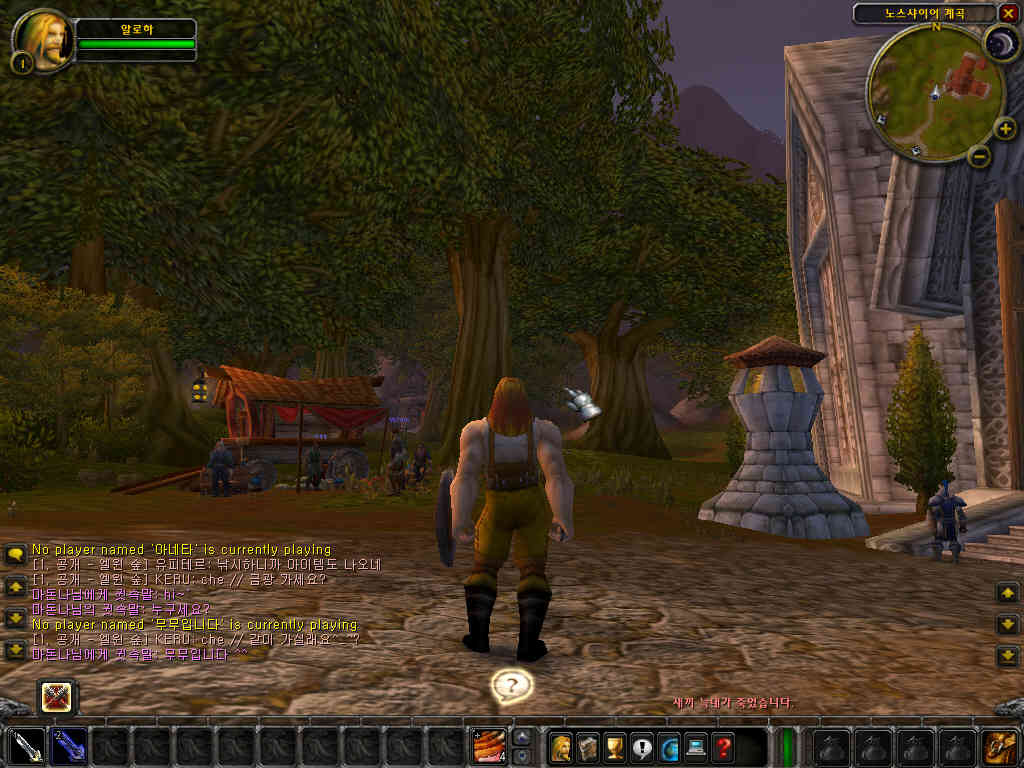 알로하
1
노스샤이어 계곡
N
No player named '아네타' is currently playing
[1. 공개 - 엘윈 숲] 유피테르: 낚시하니까 아이템도 나오네
[1. 공개 - 엘윈 숲] KERU: che // 금광 가세요?
마돈나님에게 귓속말: hi~
마돈나님의 귓속말: 누구세요?
No player named '무무입니다' is currently playing
[1. 공개 - 엘윈 숲] KERU: che // 같이 가실래요^^?
마돈나님에게 귓속말: 무무입니다 ^^
?
새끼 늑대가 죽었습니다.
2
4
!
?